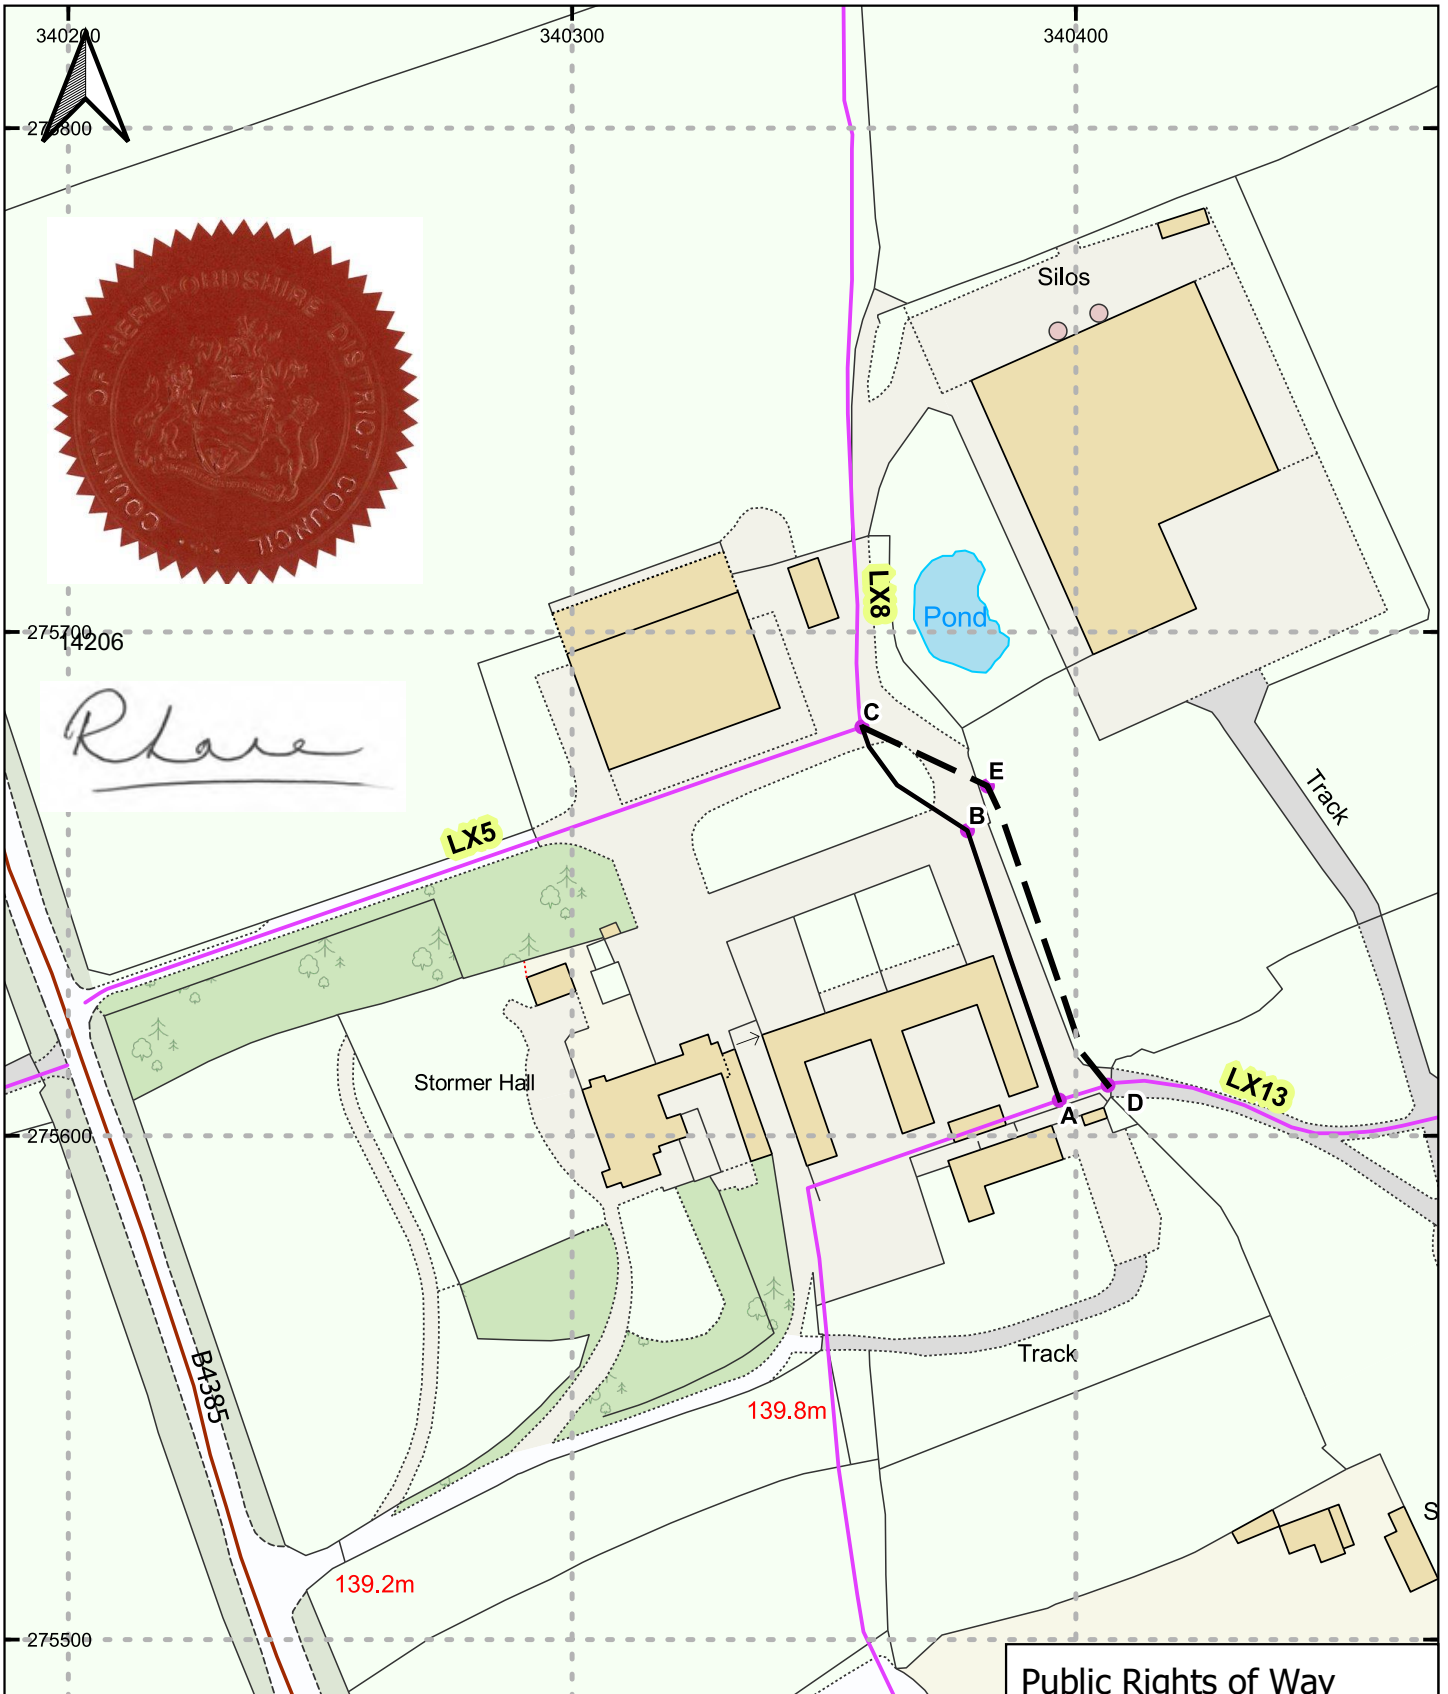 340200
340300
340400
275800
COUNTY OF HEREFORDSHIRE DISTRICT COUNCIL
Silos
LX8
Pond
275700
14206
C
E
B
Track
LX5
Stormer Hall
LX13
D
A
275600
B4385
Track
139.8m
S
139.2m
275500
Public Rights of Way